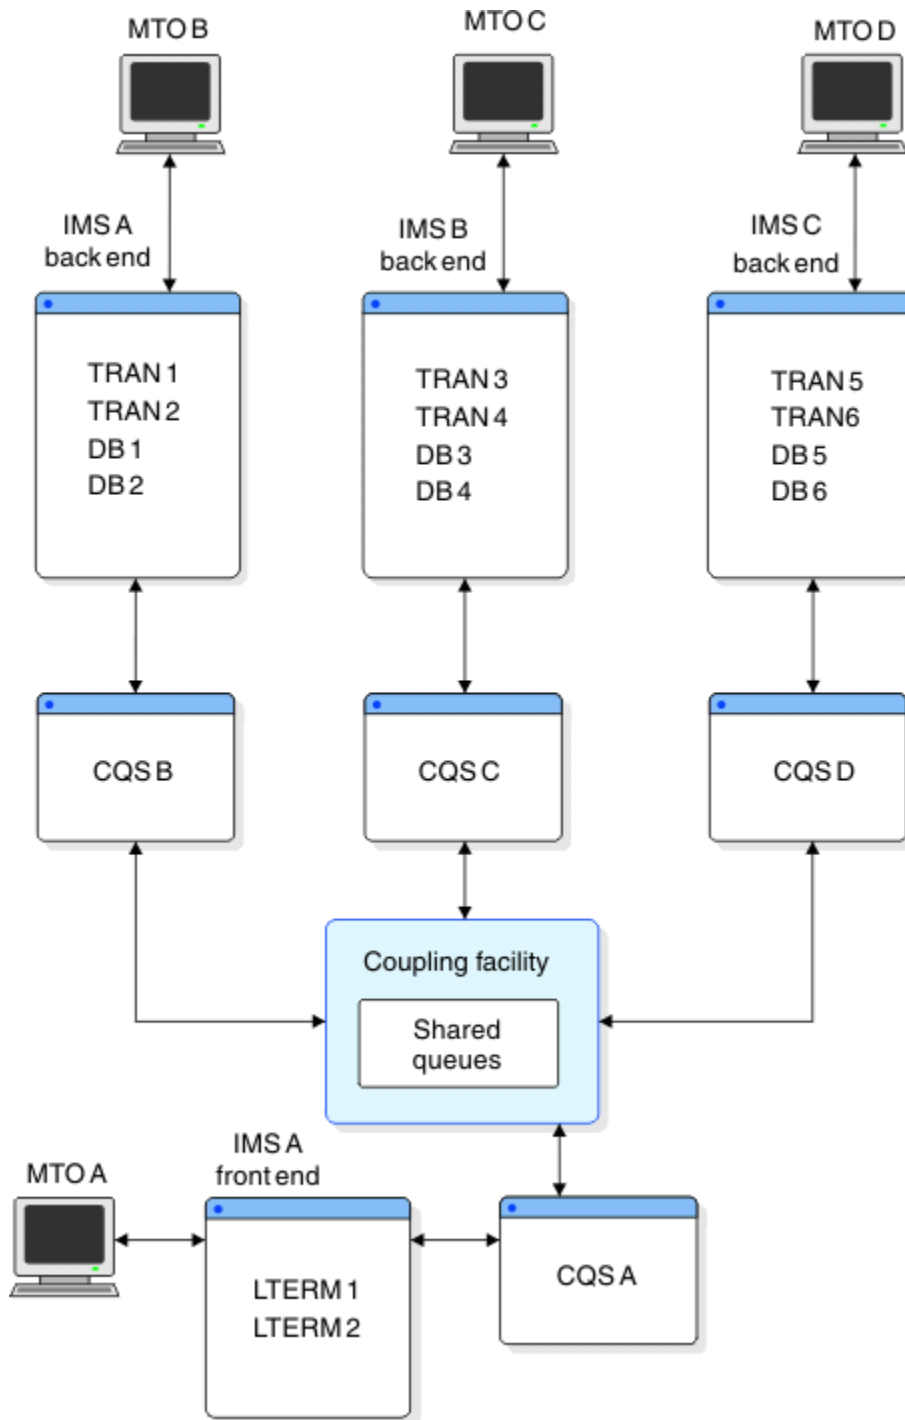 MTO B
MTO C
MTO D
IMS A
back end
IMS B
back end
IMS C
back end
TRAN 1
TRAN 2
DB 1
DB 2
TRAN 3
TRAN 4
DB 3
DB 4
TRAN 5
TRAN6
DB 5
DB 6
CQS B
CQS C
CQS D
Coupling facility
Shared
queues
MTO A
IMS A
front end
LTERM 1
LTERM 2
CQS A